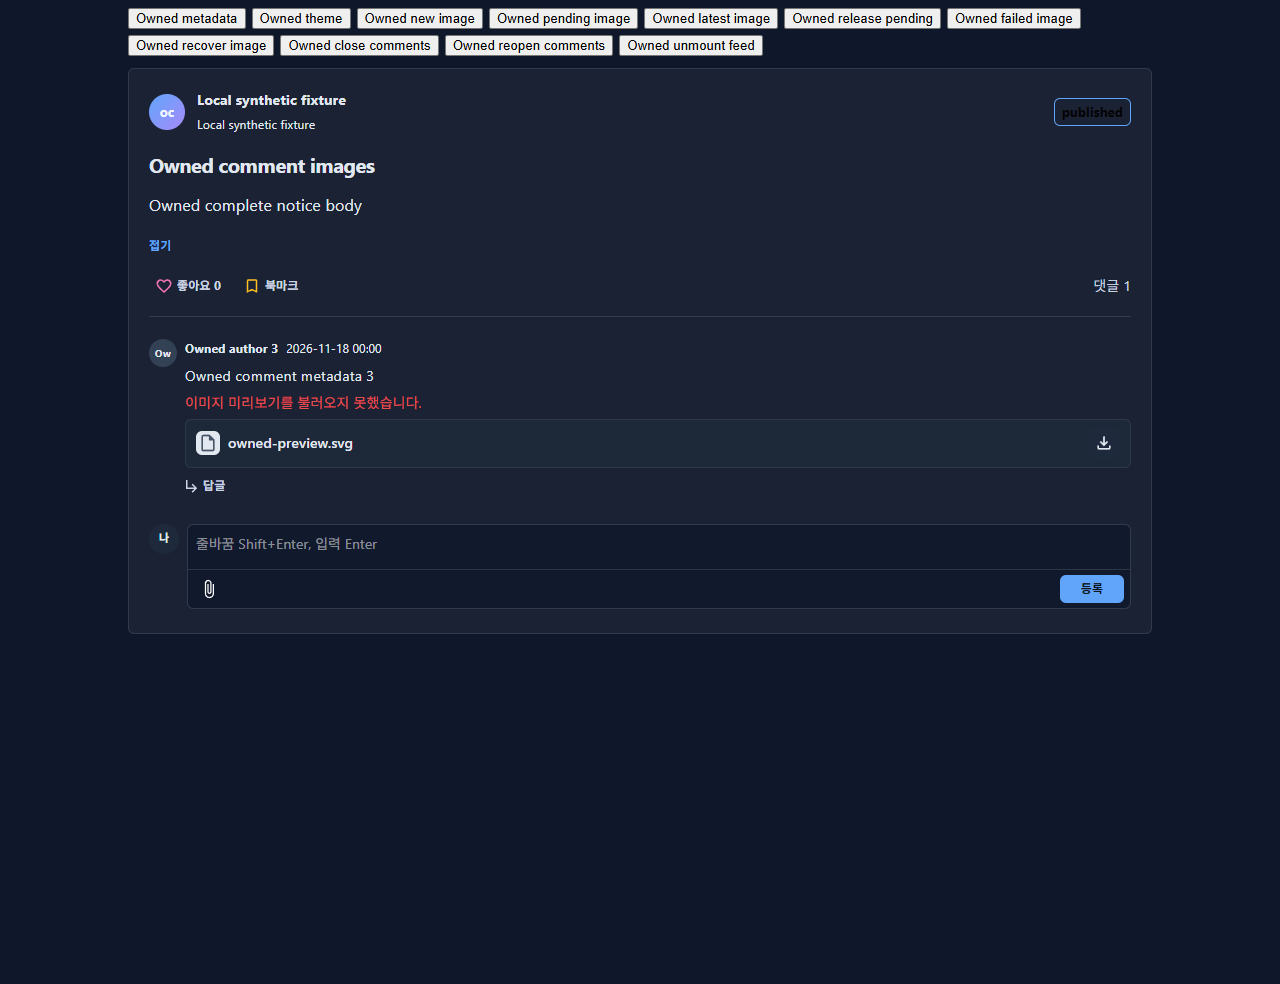 Owned metadata Owned theme Owned new image Owned pending image Owned latest image Owned release pending Owned failed image
Owned recover image Owned close comments Owned reopen comments Owned unmount feed
oc Local synthetic fixture
Local synthetic fixture
published
Owned comment images
Owned complete notice body
접기
좋아요 0 북마크 댓글 1
Ow Owned author 3 2026-11-18 00:00
Owned comment metadata 3
이미지 미리보기를 불러오지 못했습니다.
owned-preview.svg
답글
나 줄바꿈 Shift+Enter, 입력 Enter
등록